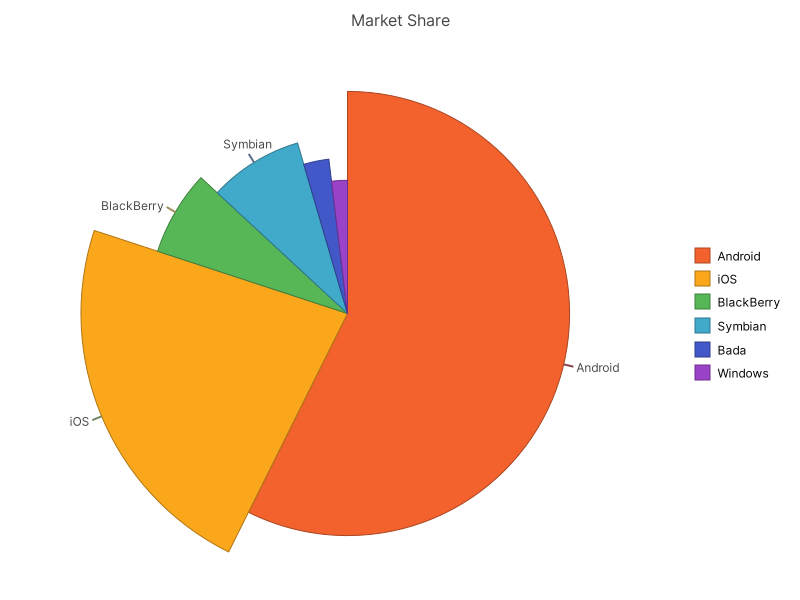 Market Share
Symbian
BlackBerry
iOS
Android
Android
iOS
BlackBerry
Symbian
Bada
Windows